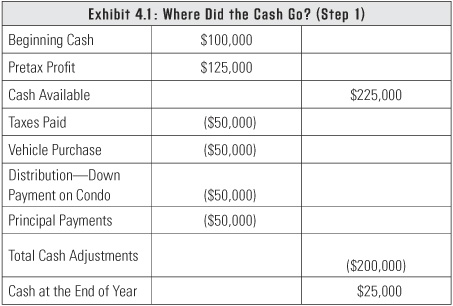 Exhibit 4.1: Where Did the Cash Go? (Step 1)
Beginning Cash $100,000
Pretax Profit $125,000
Cash Available $225,000
Taxes Paid ($50,000)
Vehicle Purchase ($50,000)
Distribution—Down
Payment on Condo ($50,000)
Principal Payments ($50,000)
Total Cash Adjustments
($200,000)
Cash at the End of Year $25,000